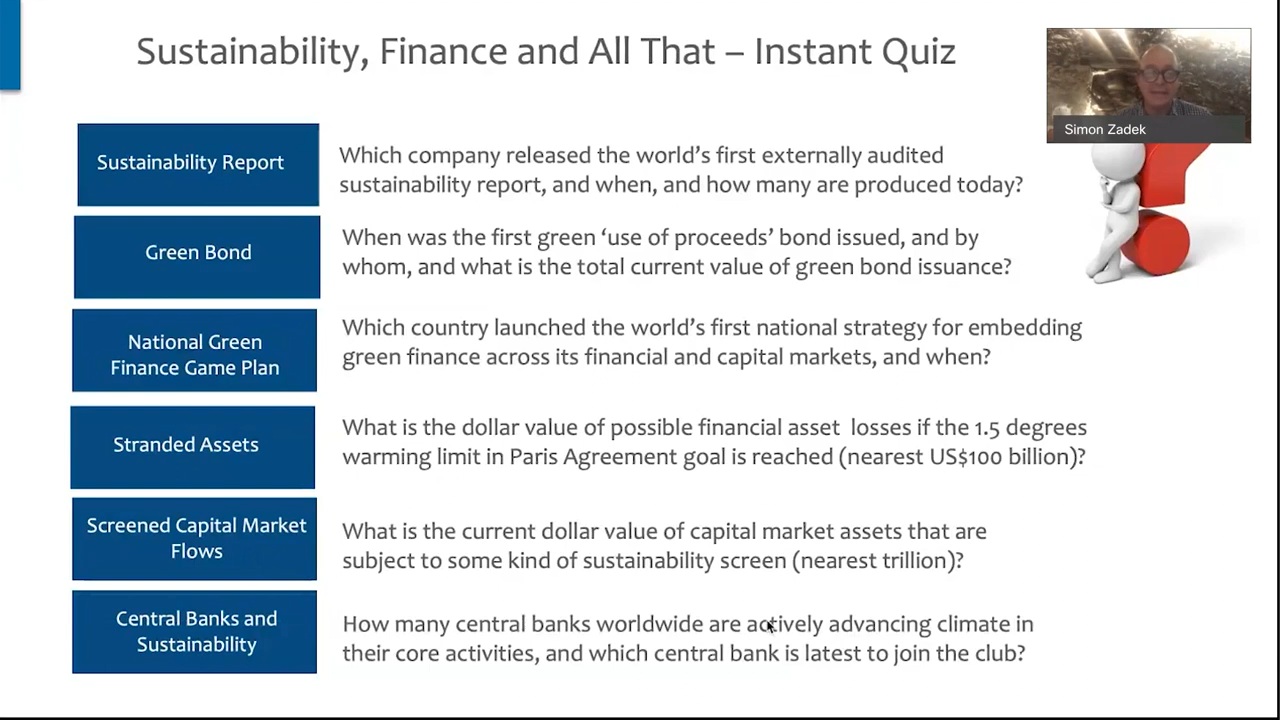 Sustainability, Finance and All That – Instant Quiz
Simon Zadek
Sustainability Report
Which company released the world's first externally audited
sustainability report, and when, and how many are produced today?
Green Bond
When was the first green 'use of proceeds' bond issued, and by
whom, and what is the total current value of green bond issuance?
National Green
Finance Game Plan
Which country launched the world's first national strategy for embedding
green finance across its financial and capital markets, and when?
Stranded Assets
What is the dollar value of possible financial asset losses if the 1.5 degrees
warming limit in Paris Agreement goal is reached (nearest US$100 billion)?
Screened Capital Market
Flows
What is the current dollar value of capital market assets that are
subject to some kind of sustainability screen (nearest trillion)?
Central Banks and
Sustainability
How many central banks worldwide are actively advancing climate in
their core activities, and which central bank is latest to join the club?